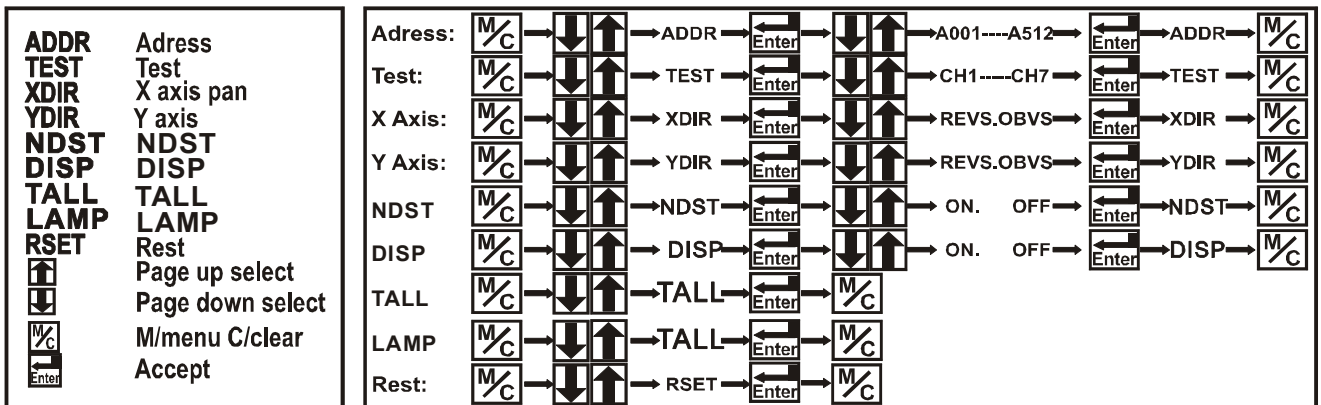 ADDR Adress
TEST Test
XDIR X axis pan
YDIR Y axis
NDST NDST
DISP DISP
TALL TALL
LAMP LAMP
RSET Rest
Page up select
Page down select
M/C M/menu C/clear
Enter Accept
Adress: M/C ADDR Enter A001----A512 Enter ADDR M/C
Test: M/C TEST Enter CH1-----CH7 Enter TEST M/C
X Axis: M/C XDIR Enter REVS.OBVS Enter XDIR M/C
Y Axis: M/C YDIR Enter REVS.OBVS Enter YDIR M/C
NDST M/C NDST Enter ON. OFF Enter NDST M/C
DISP M/C DISP Enter ON. OFF Enter DISP M/C
TALL M/C TALL Enter M/C
LAMP M/C TALL Enter M/C
Rest: M/C RSET Enter M/C